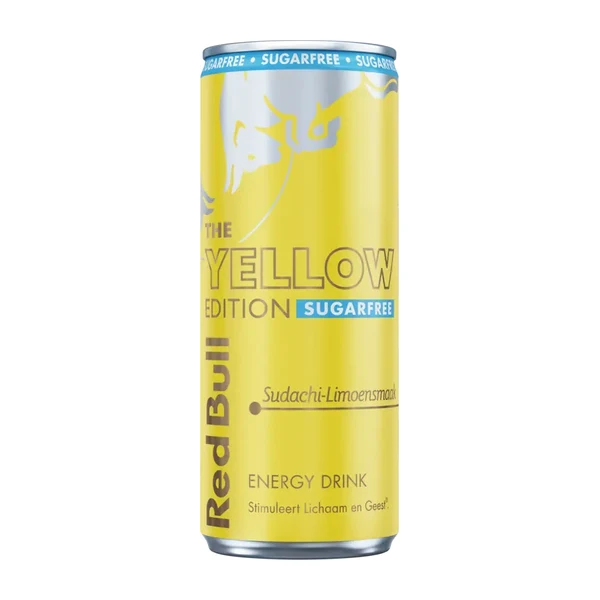 SUGARFREE • SUGARFREE • SUGARFREE
THE
YELLOW
EDITION SUGARFREE
Red Bull
Sudachi-Limoensmaak
ENERGY DRINK
Stimuleert Lichaam en Geest®.